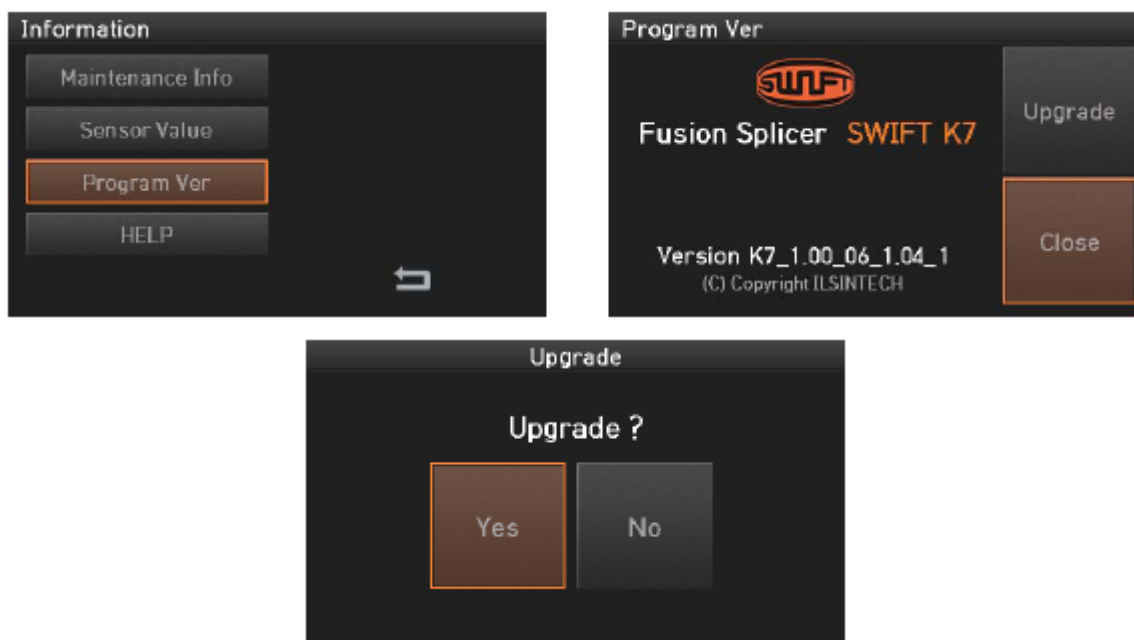 Information
Maintenance Info
Sensor Value
Program Ver
HELP
Program Ver
SWIFT
Fusion Splicer SWIFT K7
Version K7_1.00_06_1.04_1
(C) Copyright ILSINTECH
Upgrade
Close
Upgrade
Upgrade ?
Yes
No